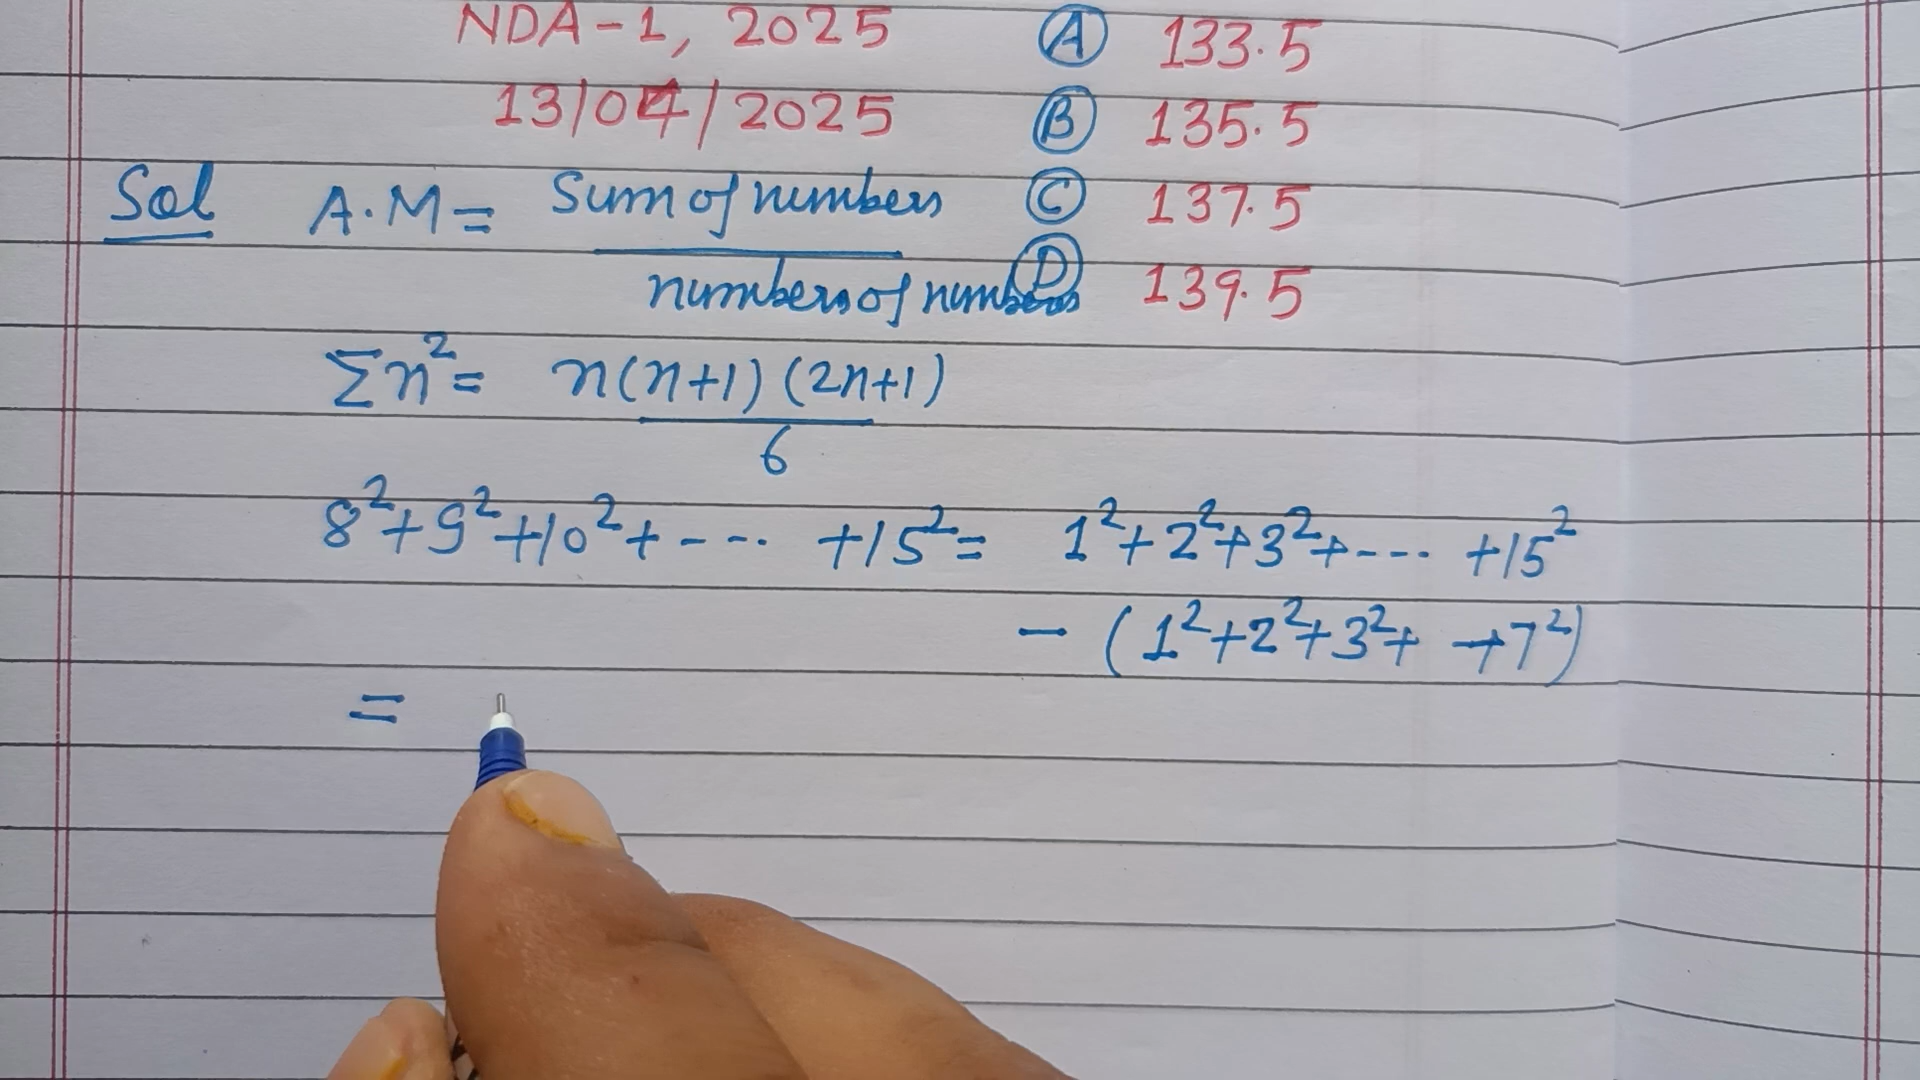 NDA-1, 2025
13/04/2025
A 133.5
B 135.5
C 137.5
D 139.5
Sol A.M = Sum of numbers
numbers of numbers
Σn² = n(n+1)(2n+1)
6
8²+9²+10²+--- +15² = 1²+2²+3²+--- +15²
- (1²+2²+3²+ +7²)
=